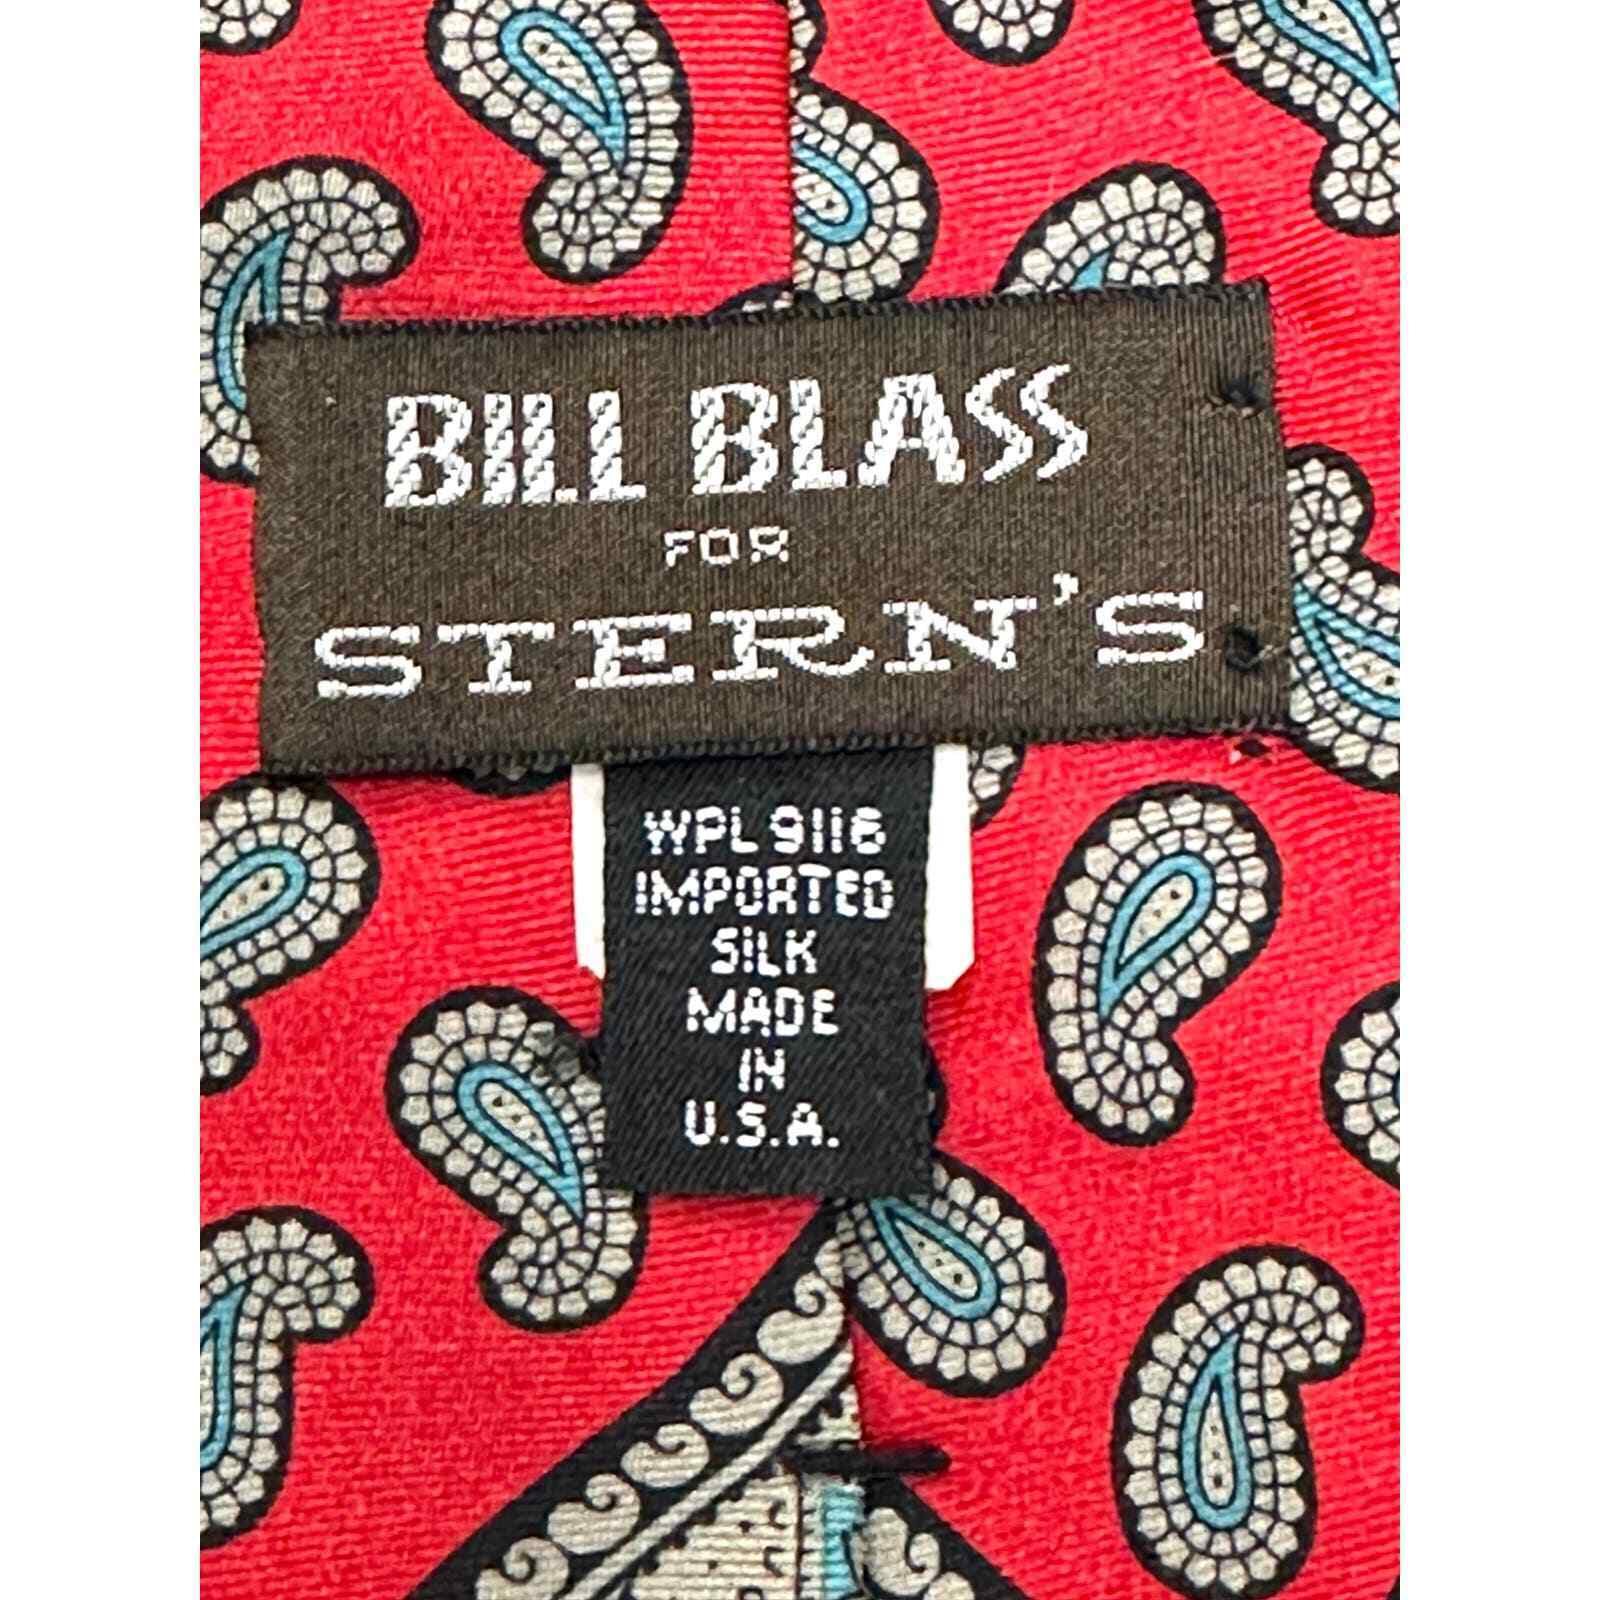 BILL BLASS
FOR
STERN'S
WPL 9116
IMPORTED
SILK
MADE
IN
U.S.A.